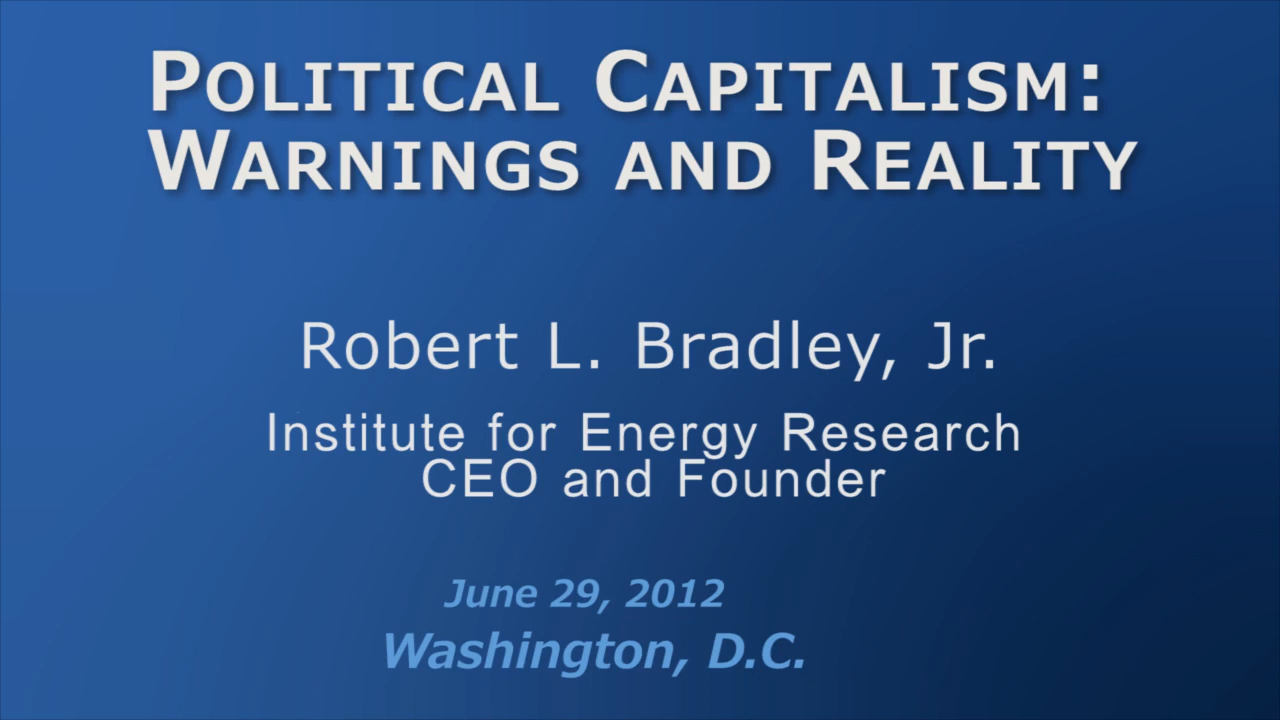 POLITICAL CAPITALISM:
WARNINGS AND REALITY
Robert L. Bradley, Jr.
Institute for Energy Research
CEO and Founder
June 29, 2012
Washington, D.C.